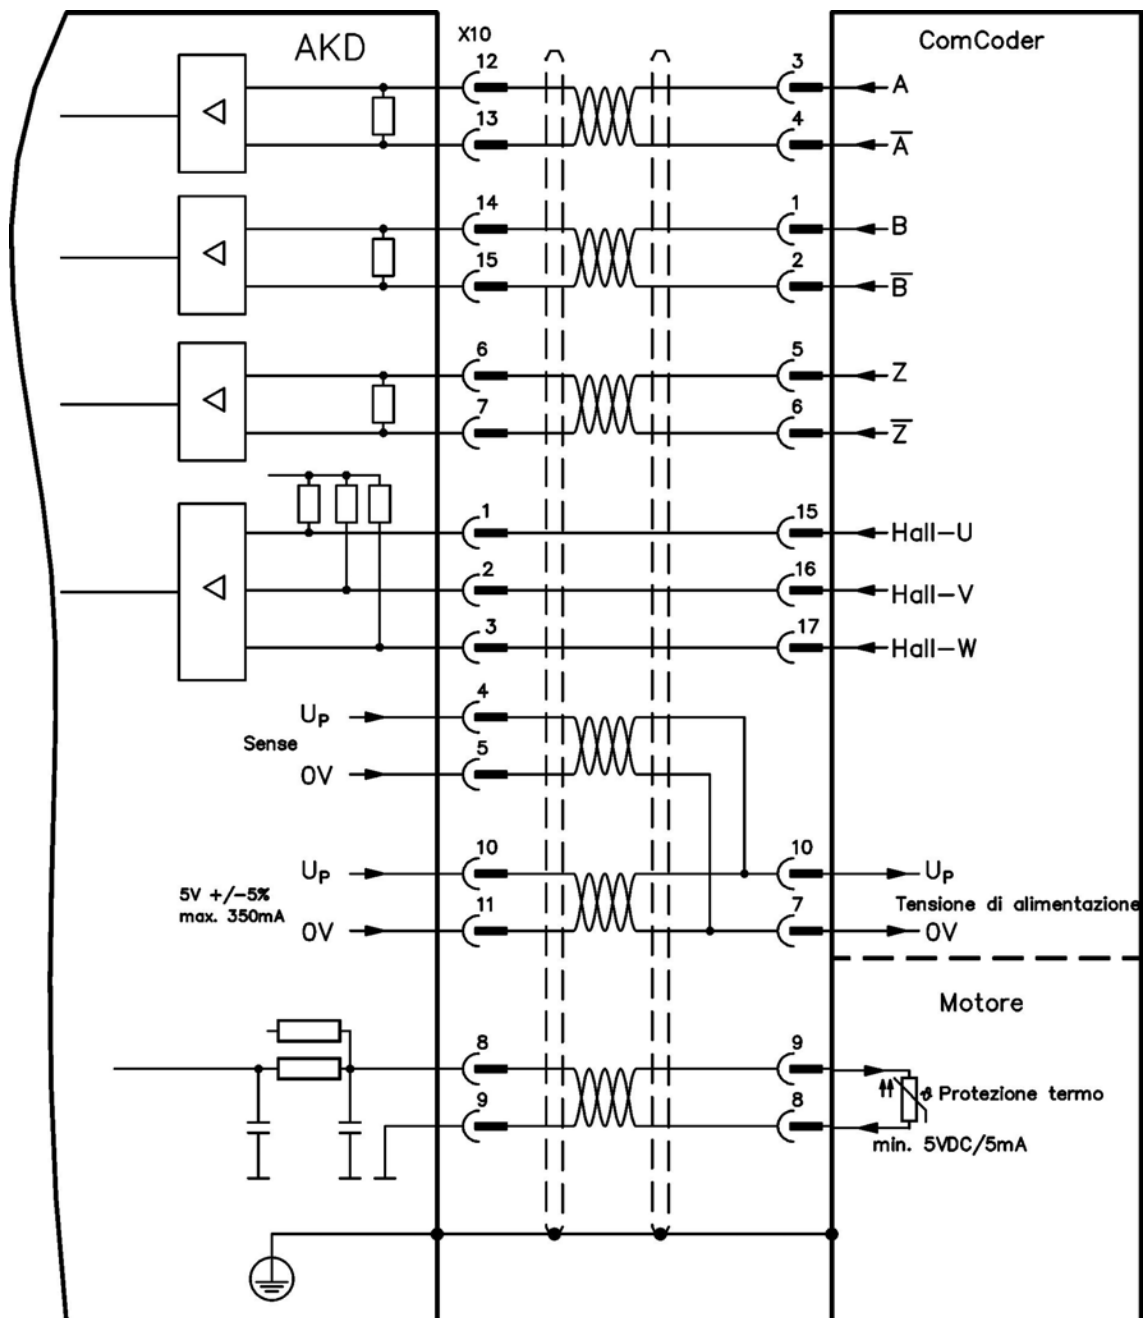 AKD
X10
ComCoder
12
3
A
13
4
A̅
14
1
B
15
2
B̅
6
5
Z
7
6
Z̅
1
15
Hall-U
2
16
Hall-V
3
17
Hall-W
4
UP
Sense
5
0V
10
10
UP
UP
5V +/-5%
max. 350mA
Tensione di alimentazione
11
7
0V
0V
Motore
8
9
ϑ Protezione termo
9
8
min. 5VDC/5mA